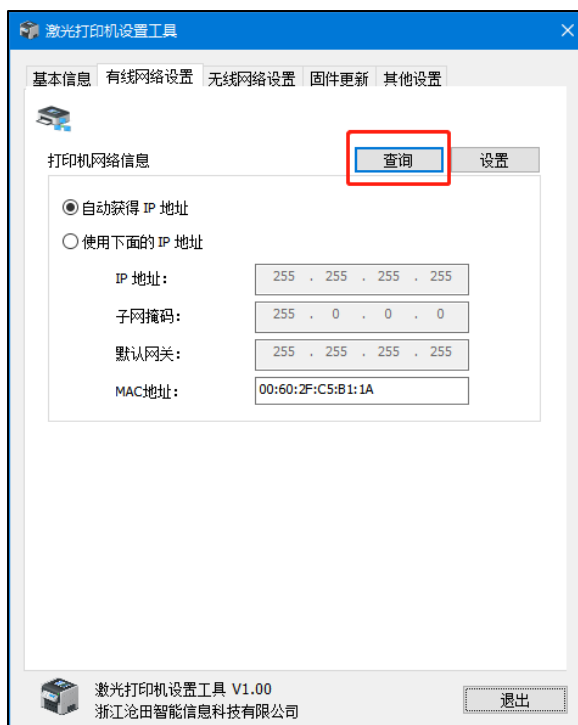 激光打印机设置工具
基本信息 有线网络设置 无线网络设置 固件更新 其他设置
打印机网络信息 查询 设置
自动获得 IP 地址
使用下面的 IP 地址
IP 地址： 255 . 255 . 255 . 255
子网掩码： 255 . 0 . 0 . 0
默认网关： 255 . 255 . 255 . 255
MAC地址： 00:60:2F:C5:B1:1A
激光打印机设置工具 V1.00
浙江沧田智能信息科技有限公司
退出